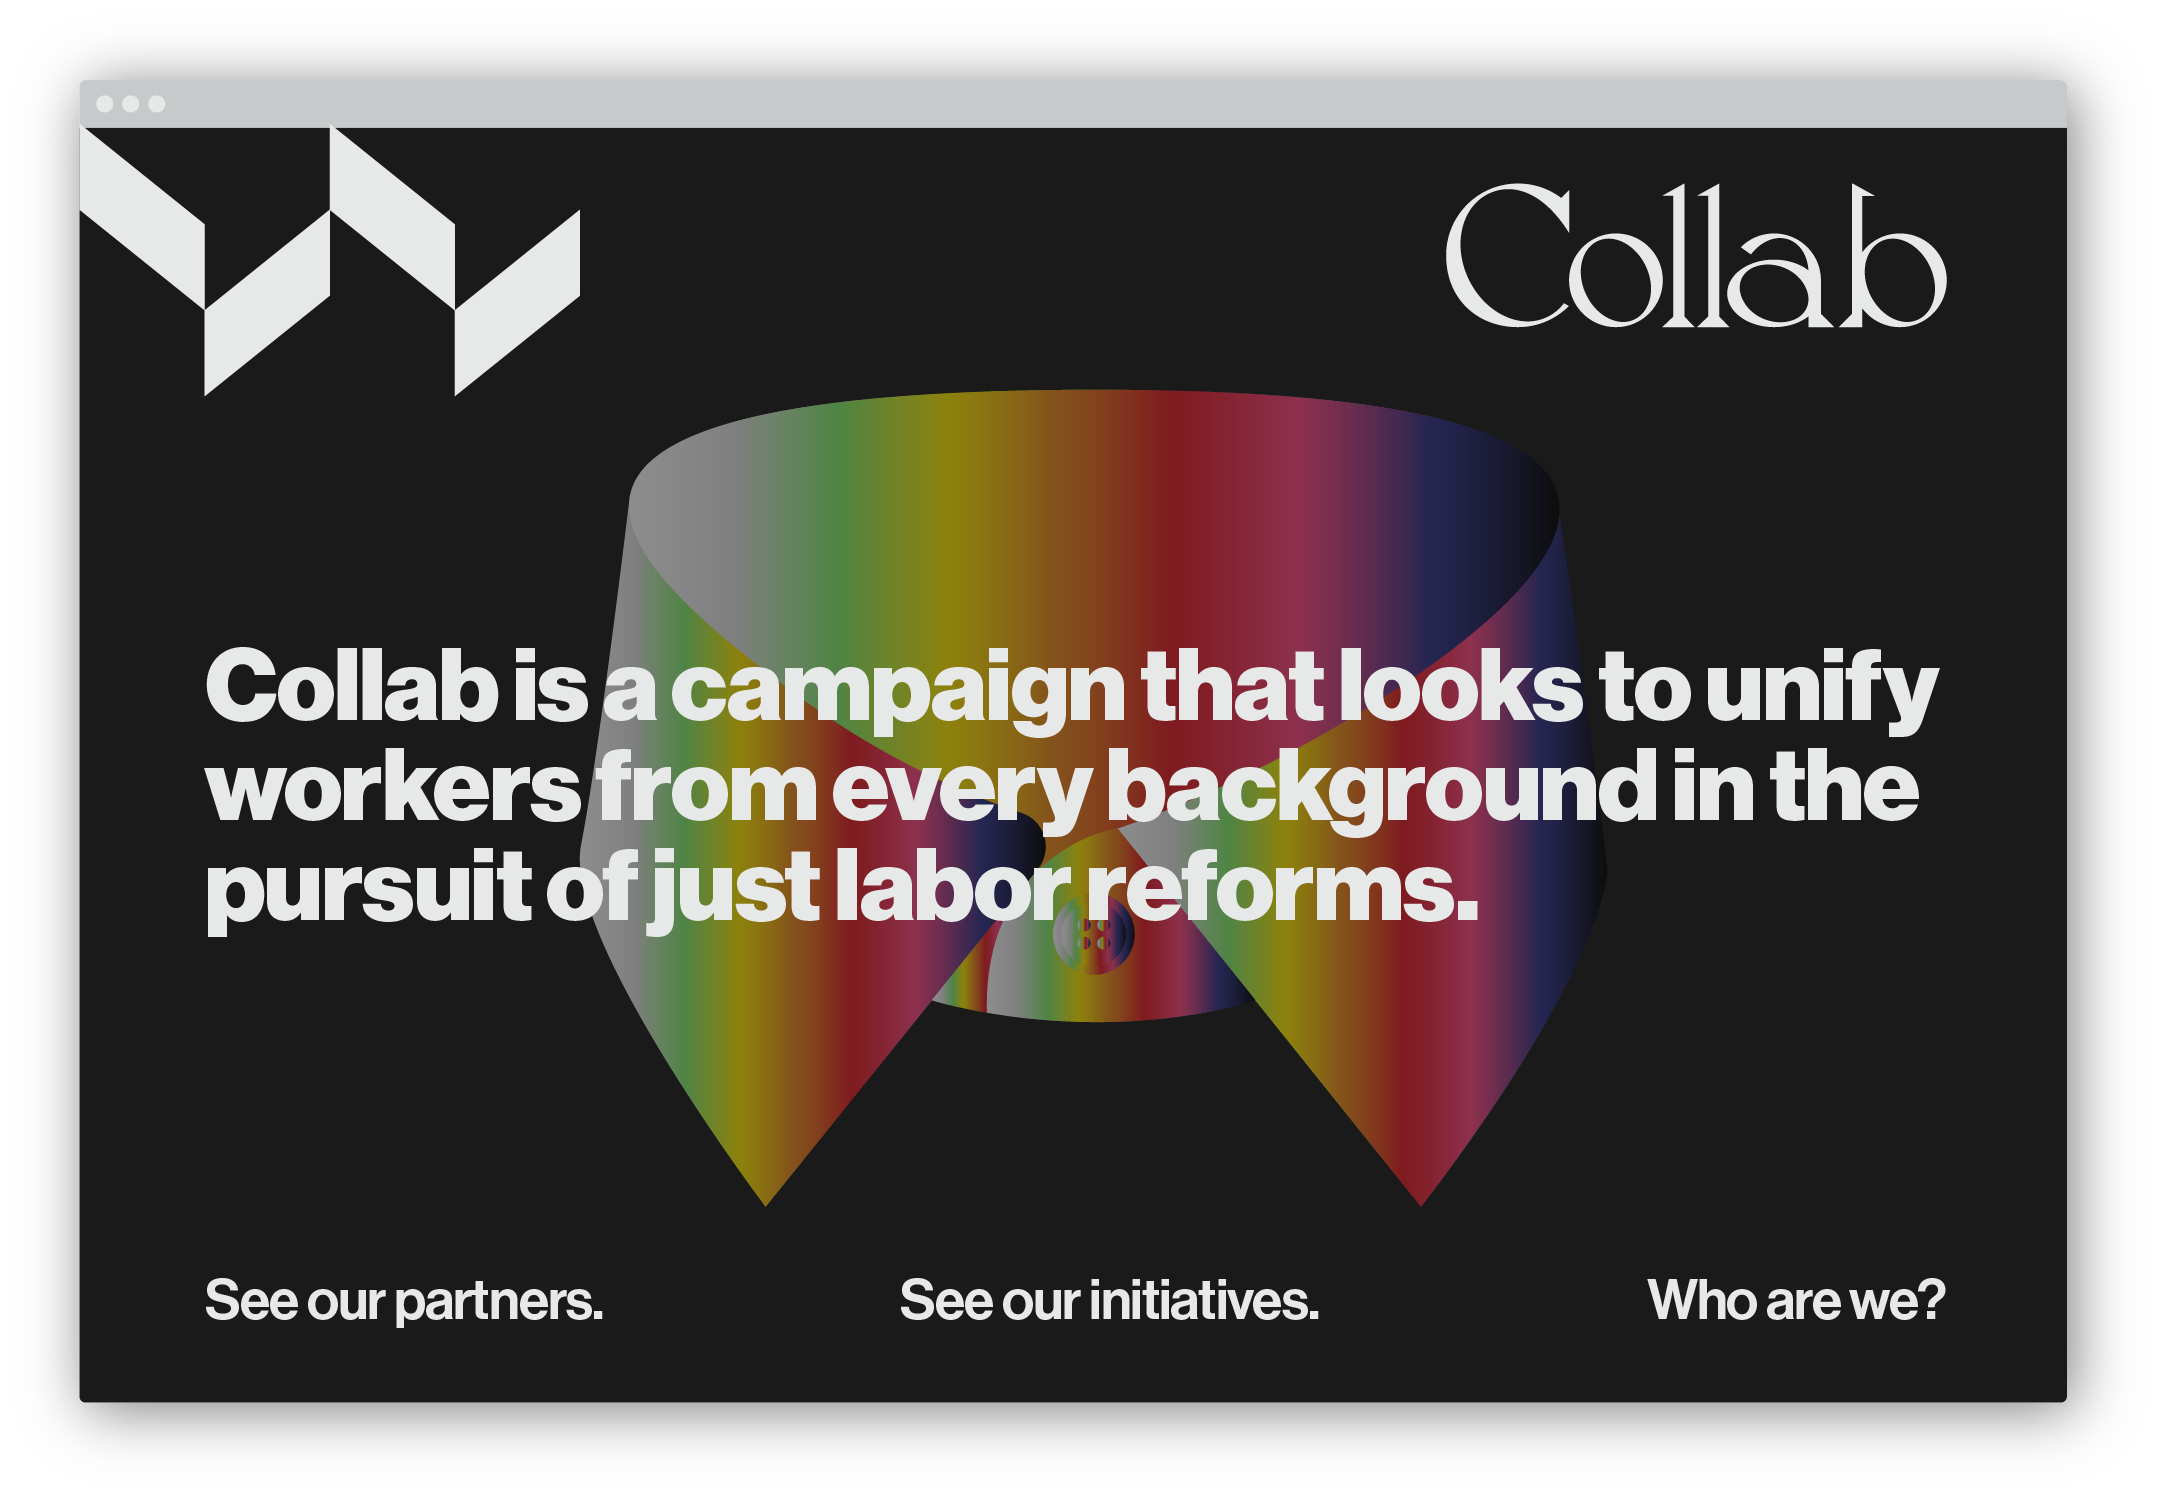 Collab
Collab is a campaign that looks to unify
workers from every background in the
pursuit of just labor reforms.
See our partners.
See our initiatives.
Who are we?